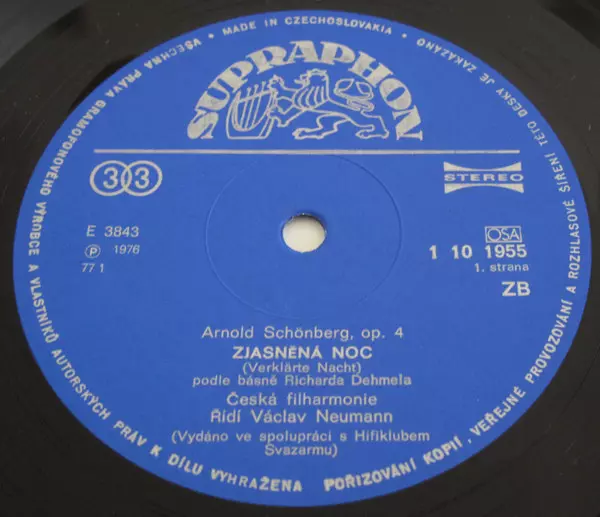 VŠECHNA PRÁVA GRAMOFONOVÉHO VÝROBCE A VLASTNÍKŮ AUTORSKÝCH PRÁV K DÍLU VYHRAŽENA
POŘIZOVÁNÍ KOPIÍ, VEŘEJNÉ PROVOZOVÁNÍ A ROZHLASOVÉ ŠÍŘENÍ TÉTO DESKY JE ZAKÁZÁNO
• MADE IN CZECHOSLOVAKIA •
SUPRAPHON
33
STEREO
E 3843
Ⓟ 1976
77 1
OSA
1 10 1955
1. strana
ZB
Arnold Schönberg, op. 4
ZJASNĚNÁ NOC
(Verklärte Nacht)
podle básně Richarda Dehmela
Česká filharmonie
Řídí Václav Neumann
(Vydáno ve spolupráci s Hifiklubem
Svazarmu)